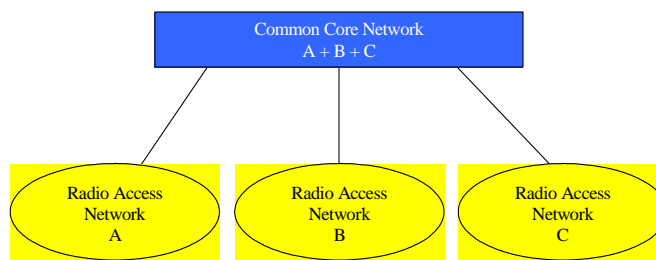 Common Core Network
A + B + C
Radio Access
Network
A
Radio Access
Network
B
Radio Access
Network
C